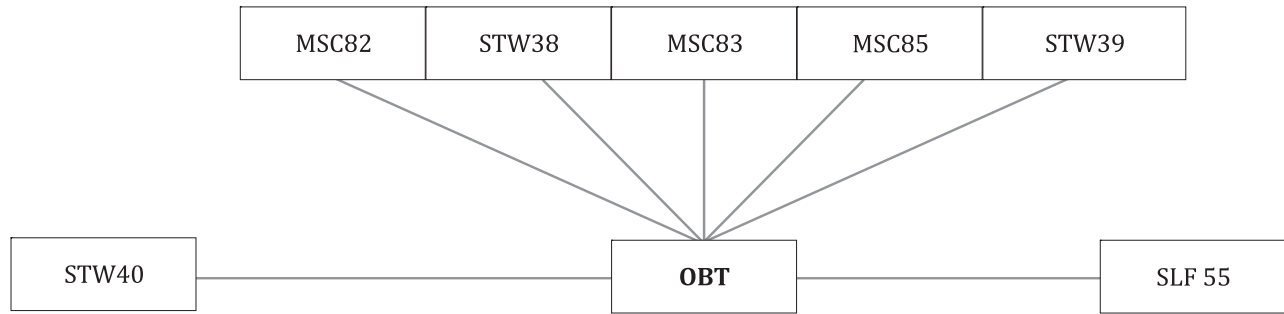 MSC82 STW38 MSC83 MSC85 STW39
STW40 OBT SLF 55